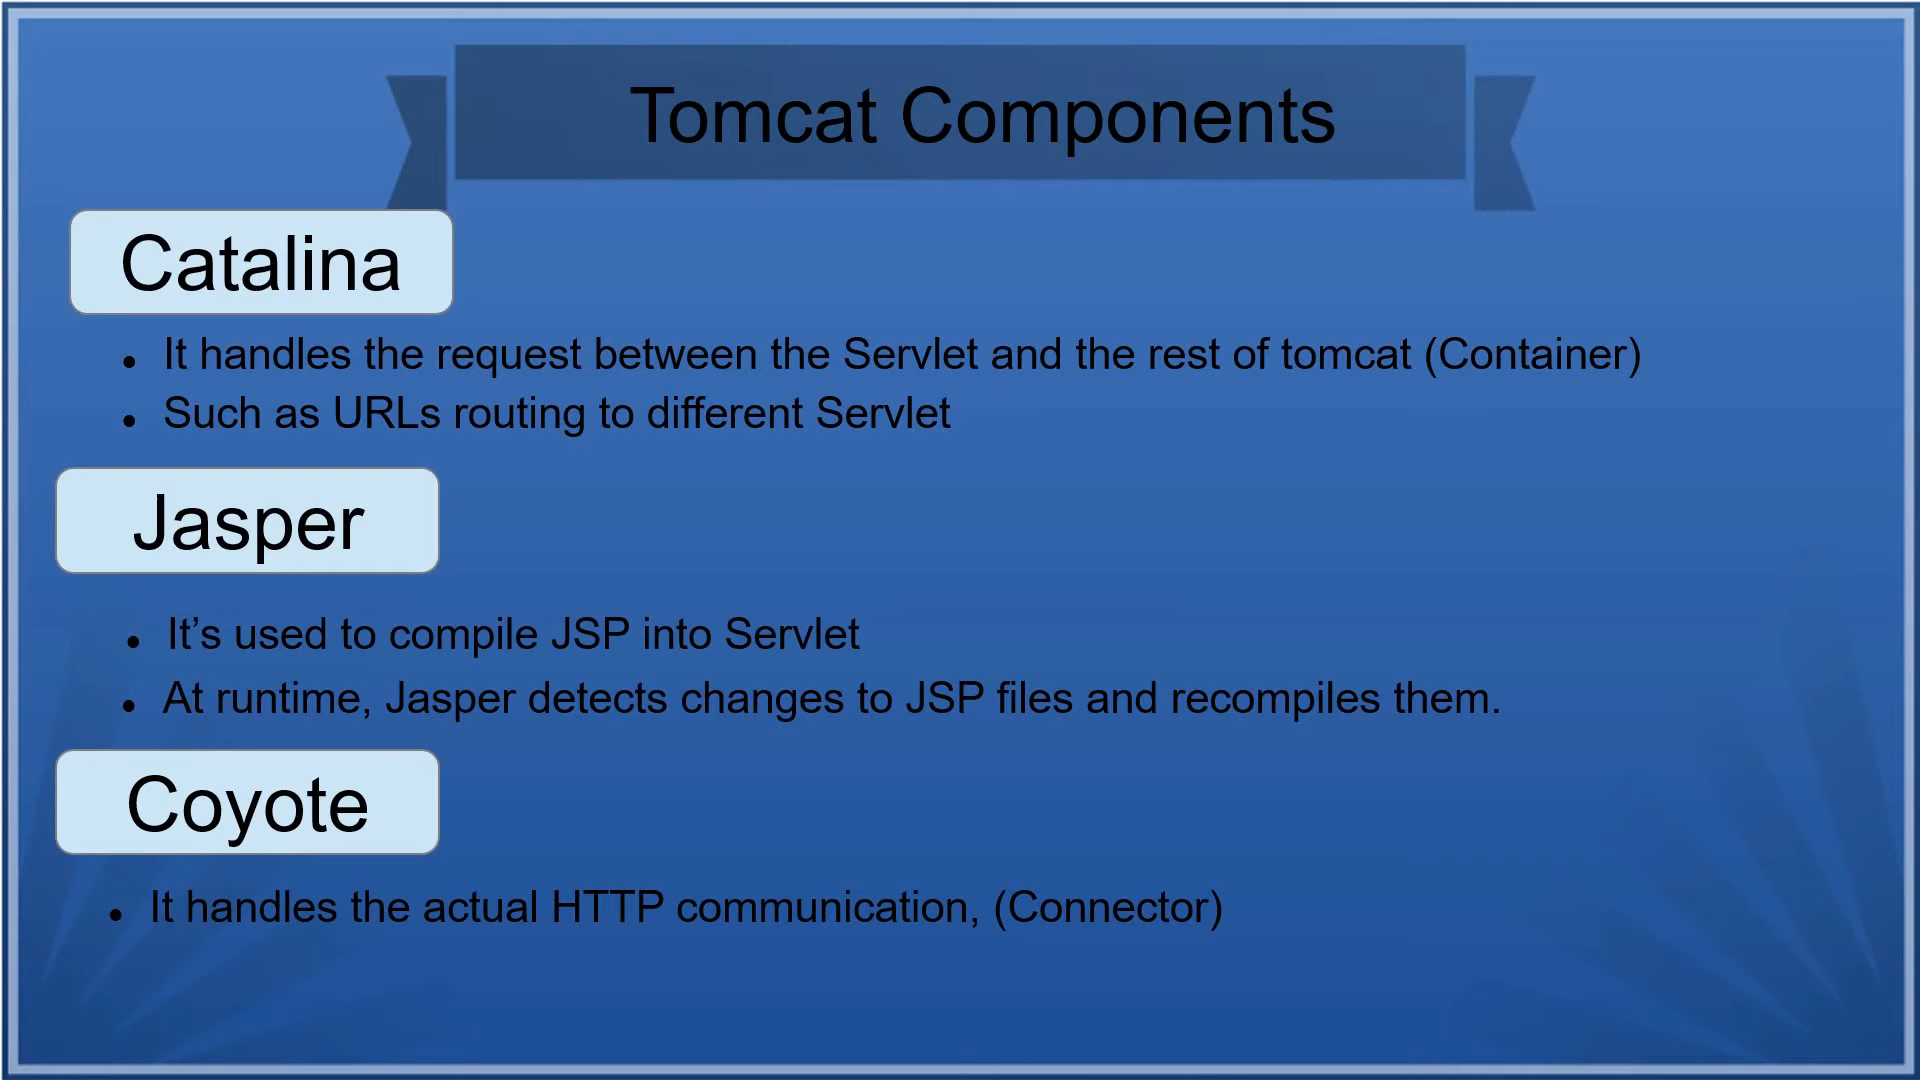 Tomcat Components
Catalina
● It handles the request between the Servlet and the rest of tomcat (Container)
● Such as URLs routing to different Servlet
Jasper
● It’s used to compile JSP into Servlet
● At runtime, Jasper detects changes to JSP files and recompiles them.
Coyote
● It handles the actual HTTP communication, (Connector)